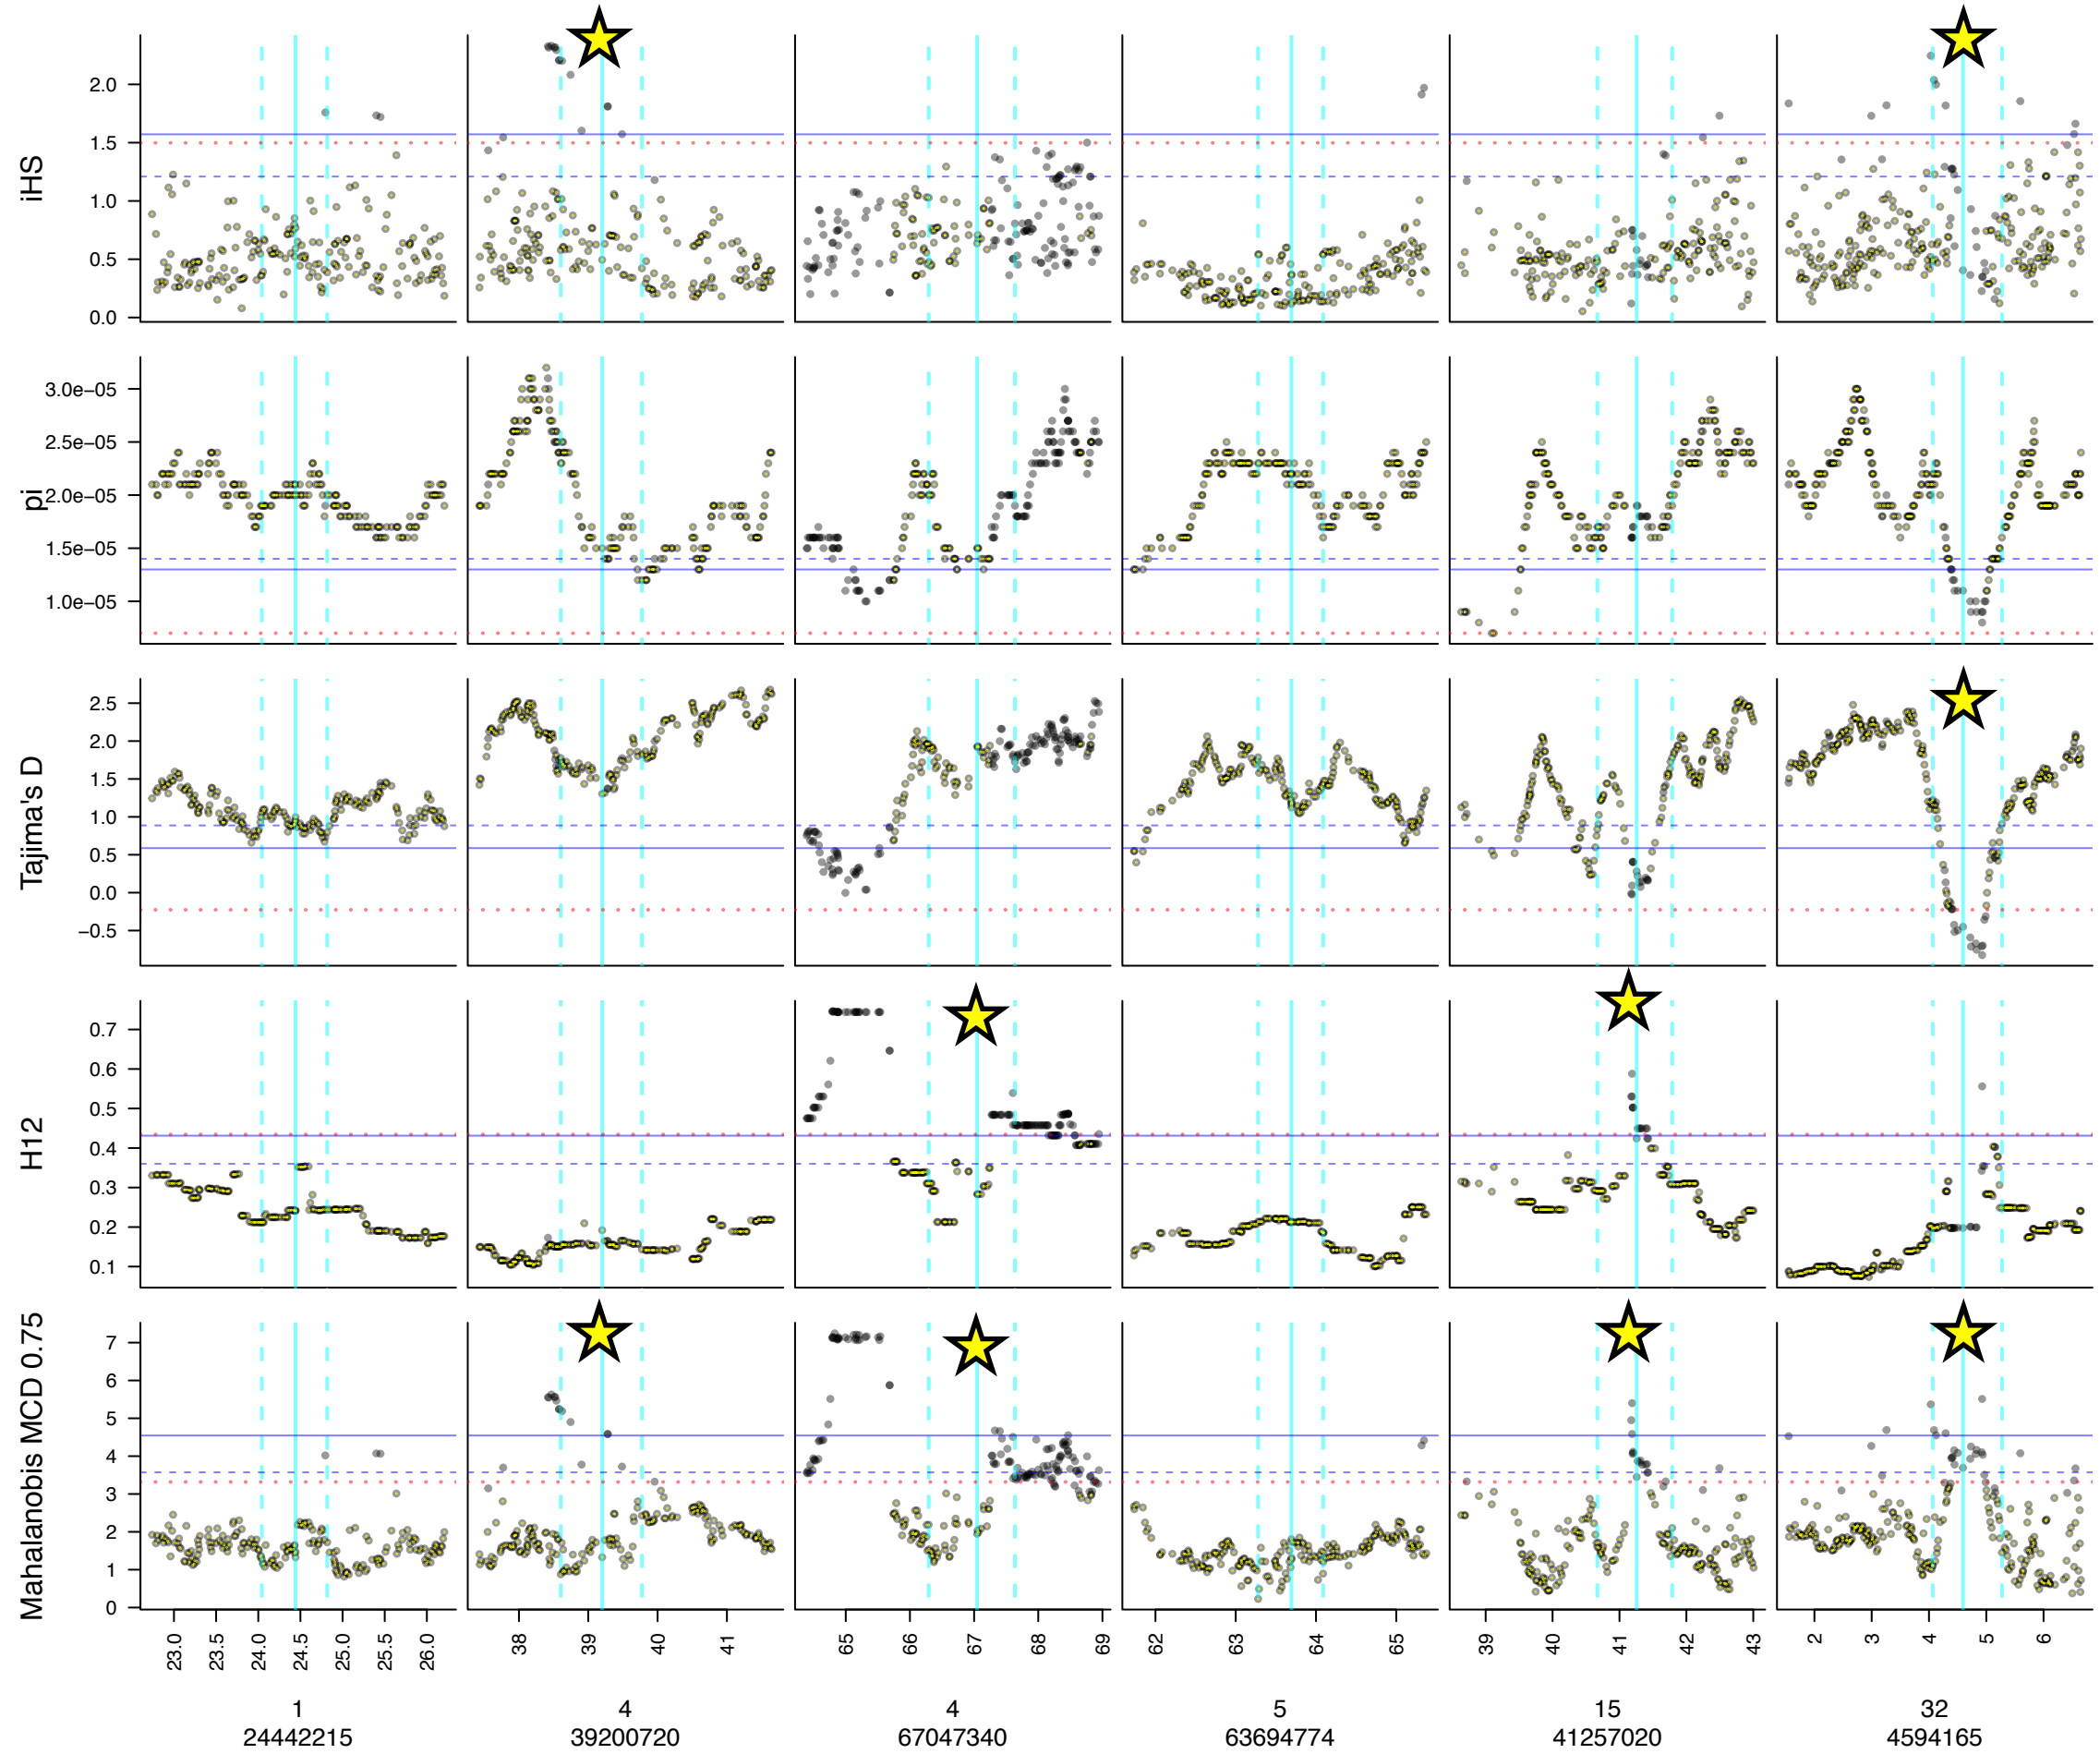 iHS
2.0
1.5
1.0
0.5
0.0
pi
3.0e-05
2.5e-05
2.0e-05
1.5e-05
1.0e-05
Tajima's D
2.5
2.0
1.5
1.0
0.5
0.0
−0.5
H12
0.7
0.6
0.5
0.4
0.3
0.2
0.1
Mahalanobis MCD 0.75
7
6
5
4
3
2
1
0
23.0 23.5 24.0 24.5 25.0 25.5 26.0 38 39 40 41 65 66 67 68 69 62 63 64 65 39 40 41 42 43 2 3 4 5 6
1 4 4 5 15 32
24442215 39200720 67047340 63694774 41257020 4594165